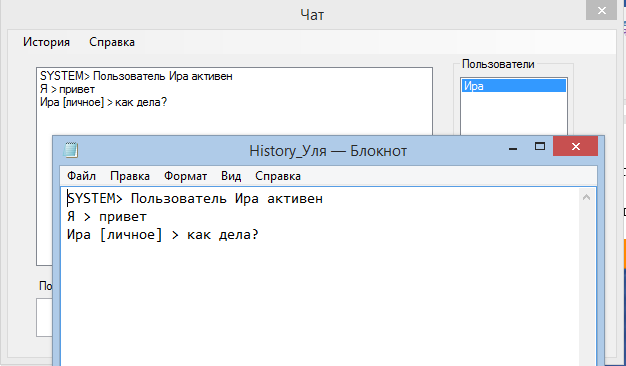 Чат
История Справка
Пользователи
SYSTEM> Пользователь Ира активен
Я > привет
Ира [личное] > как дела?
Ира
History_Уля — Блокнот
Файл Правка Формат Вид Справка
SYSTEM> Пользователь Ира активен
Я > привет
Ира [личное] > как дела?